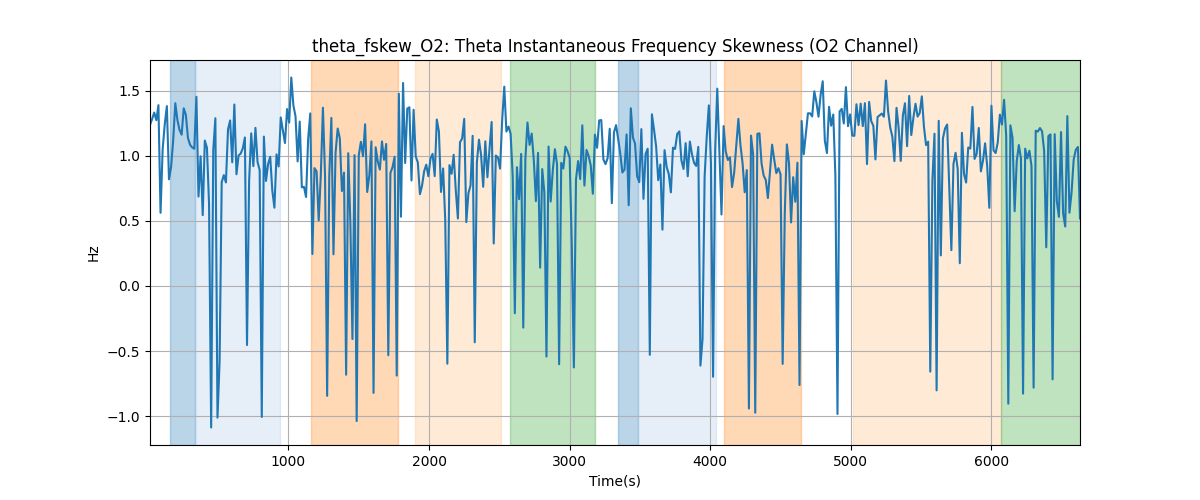 theta_fskew_O2: Theta Instantaneous Frequency Skewness (O2 Channel)
1.5
1.0
0.5
0.0
−0.5
−1.0
Hz
1000 2000 3000 4000 5000 6000
Time(s)